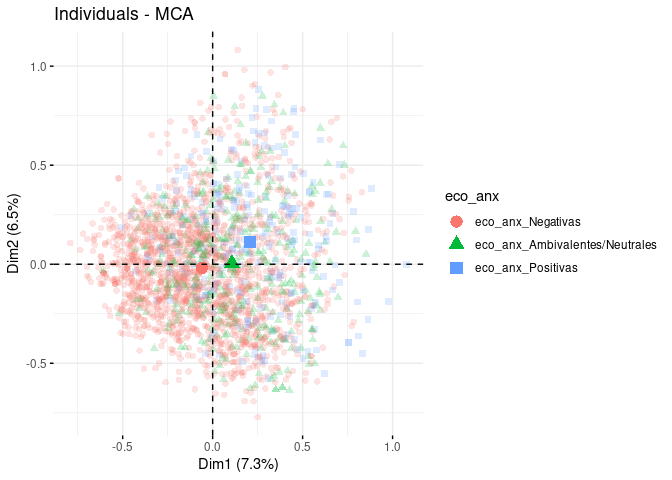 Individuals - MCA
1.0
0.5
0.0
-0.5
Dim2 (6.5%)
-0.5
0.0
0.5
1.0
Dim1 (7.3%)
eco_anx
eco_anx_Negativas
eco_anx_Ambivalentes/Neutrales
eco_anx_Positivas